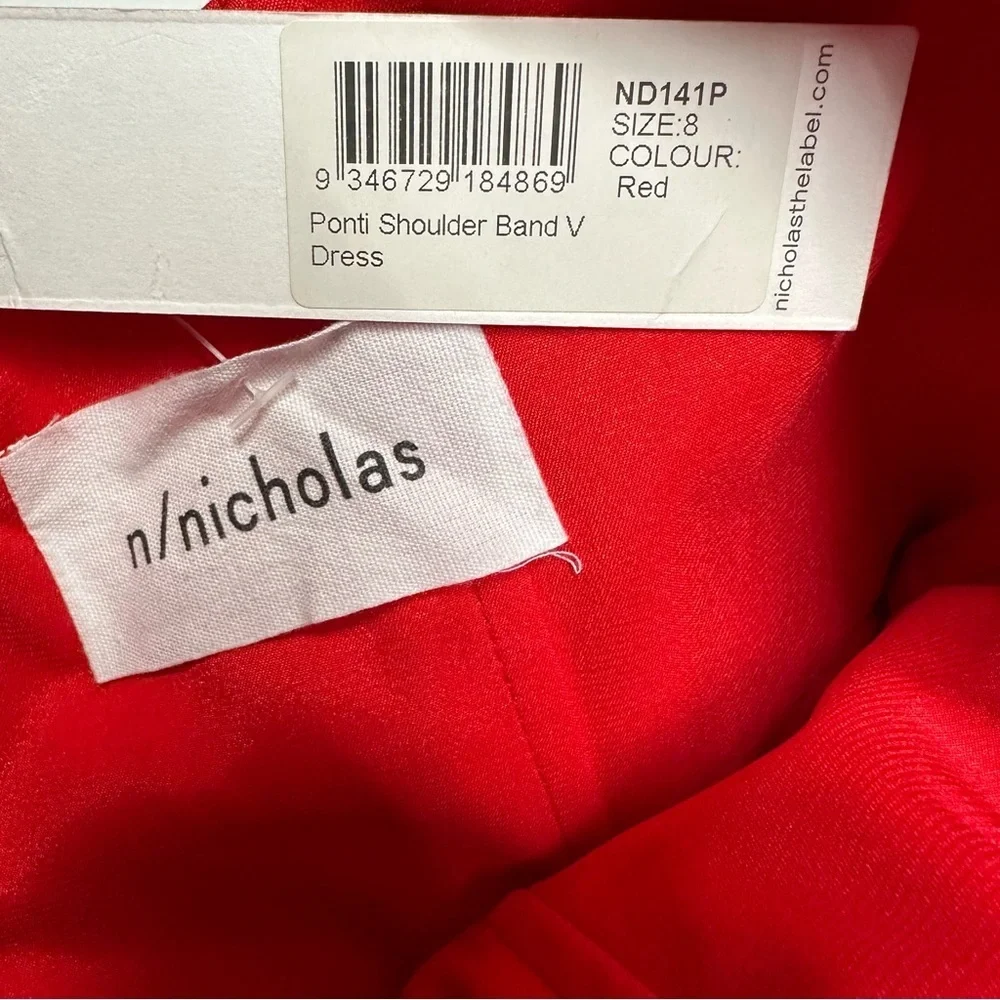 ND141P
SIZE:8
COLOUR:
Red
9 346729 184869
Ponti Shoulder Band V
Dress
nicholasthelabel.com
n/nicholas